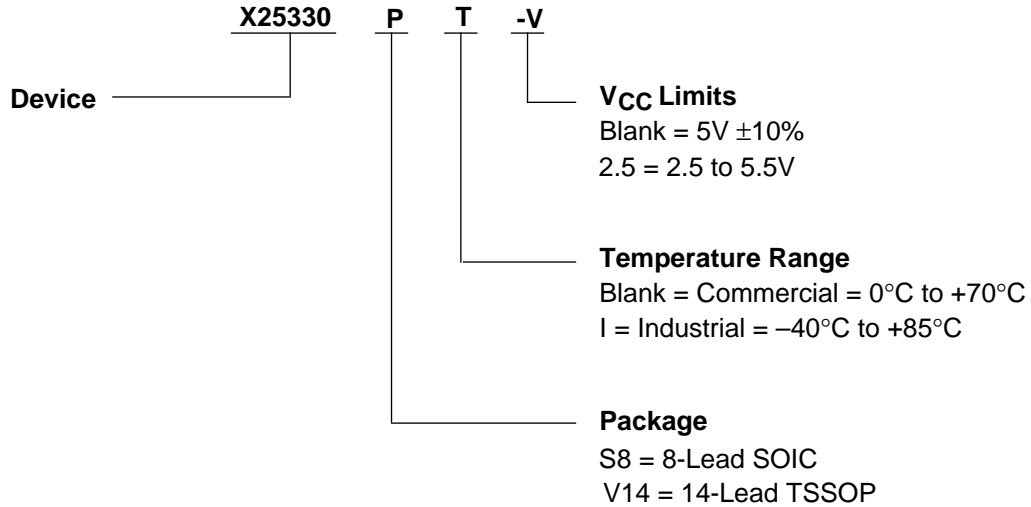 X25330 P T -V
Device
VCC Limits
Blank = 5V ±10%
2.5 = 2.5 to 5.5V
Temperature Range
Blank = Commercial = 0°C to +70°C
I = Industrial = –40°C to +85°C
Package
S8 = 8-Lead SOIC
V14 = 14-Lead TSSOP